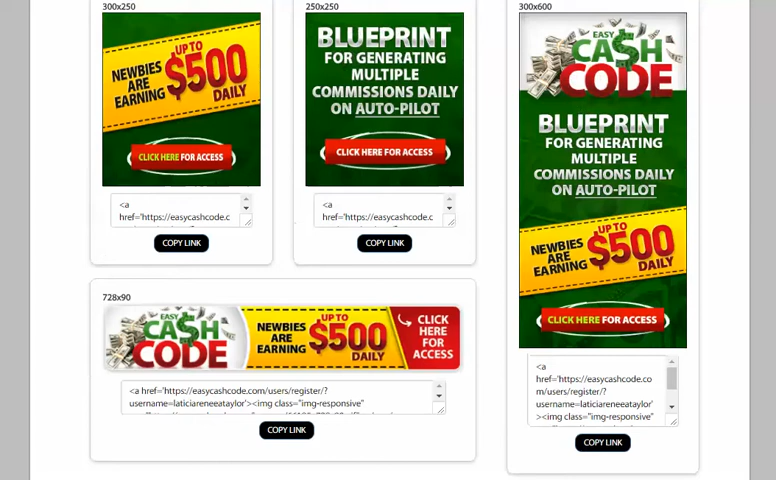 300x250
NEWBIES
ARE
EARNING
UP TO
$500
DAILY
CLICK HERE FOR ACCESS
<a
href='https://easycashcode.c
COPY LINK
250x250
BLUEPRINT
FOR GENERATING
MULTIPLE
COMMISSIONS DAILY
ON AUTO-PILOT
CLICK HERE FOR ACCESS
<a
href='https://easycashcode.c
COPY LINK
300x600
EASY
CA$H
CODE
BLUEPRINT
FOR GENERATING
MULTIPLE
COMMISSIONS DAILY
ON AUTO-PILOT
NEWBIES
ARE
EARNING
UP TO
$500
DAILY
CLICK HERE FOR ACCESS
<a
href='https://easycashcode.co
m/users/register/?
username=laticiareneeataylor'
><img class="img-responsive"
COPY LINK
728x90
EASY
CA$H
CODE
NEWBIES
ARE
EARNING
UP TO
$500
DAILY
CLICK
HERE
FOR
ACCESS
<a href='https://easycashcode.com/users/register/?
username=laticiareneeataylor'><img class="img-responsive"
COPY LINK